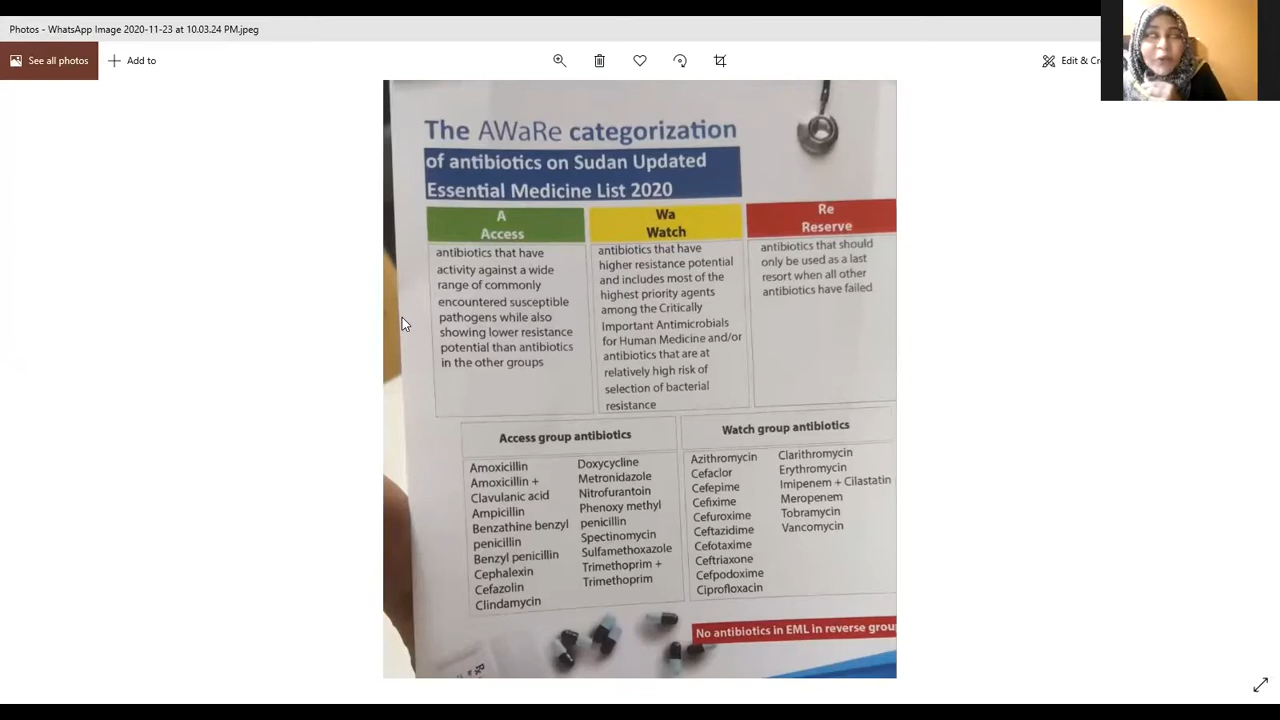 Photos - WhatsApp Image 2020-11-23 at 10.03.24 PM.jpeg
See all photos
Add to
Edit &
The AWaRe categorization
of antibiotics on Sudan Updated
Essential Medicine List 2020
A
Access
antibiotics that have
activity against a wide
range of commonly
encountered susceptible
pathogens while also
showing lower resistance
potential than antibiotics
in the other groups
Wa
Watch
antibiotics that have
higher resistance potential
and includes most of the
highest priority agents
among the Critically
Important Antimicrobials
for Human Medicine and/or
antibiotics that are at
relatively high risk of
selection of bacterial
resistance
Re
Reserve
antibiotics that should
only be used as a last
resort when all other
antibiotics have failed
Access group antibiotics
Amoxicillin
Amoxicillin +
Clavulanic acid
Ampicillin
Benzathine benzyl
penicillin
Benzyl penicillin
Cephalexin
Cefazolin
Clindamycin
Doxycycline
Metronidazole
Nitrofurantoin
Phenoxy methyl
penicillin
Spectinomycin
Sulfamethoxazole
Trimethoprim +
Trimethoprim
Watch group antibiotics
Azithromycin
Cefaclor
Cefepime
Cefixime
Cefuroxime
Ceftazidime
Cefotaxime
Ceftriaxone
Cefpodoxime
Ciprofloxacin
Clarithromycin
Erythromycin
Imipenem + Cilastatin
Meropenem
Tobramycin
Vancomycin
No antibiotics in EML in reverse grou